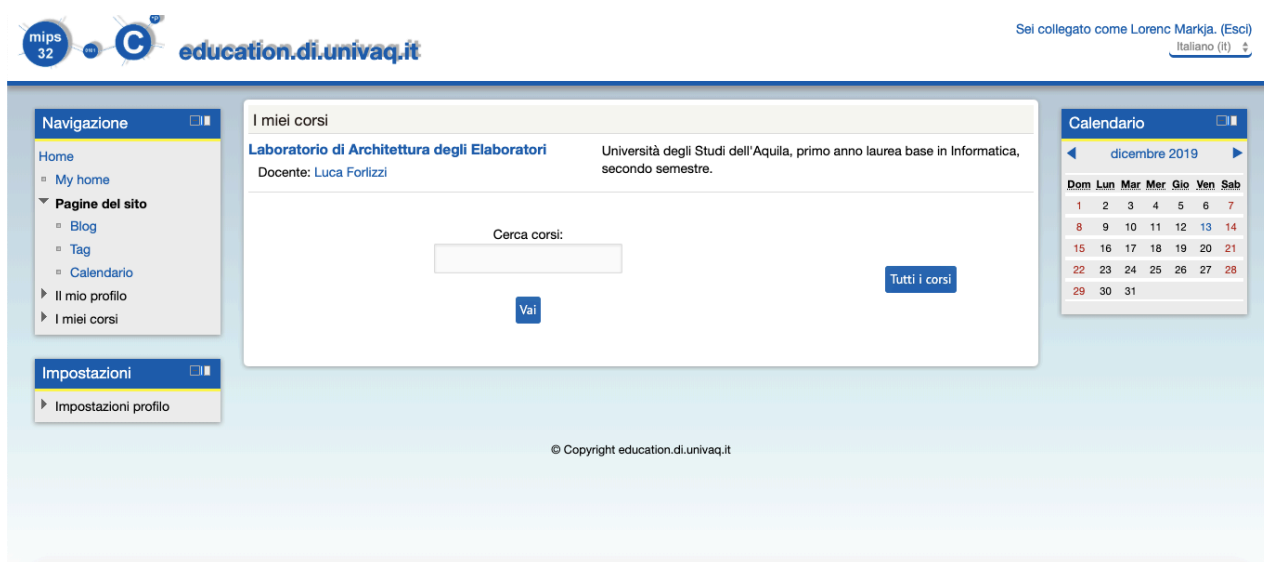 mips
32
0101
C
education.di.univaq.it
Sei collegato come Lorenc Markja. (Esci)
Italiano (it)
Navigazione
Home
My home
Pagine del sito
Blog
Tag
Calendario
Il mio profilo
I miei corsi
Impostazioni
Impostazioni profilo
I miei corsi
Laboratorio di Architettura degli Elaboratori
Docente: Luca Forlizzi
Università degli Studi dell'Aquila, primo anno laurea base in Informatica,
secondo semestre.
Cerca corsi:
Vai
Tutti i corsi
Calendario
dicembre 2019
Dom Lun Mar Mer Gio Ven Sab
1 2 3 4 5 6 7
8 9 10 11 12 13 14
15 16 17 18 19 20 21
22 23 24 25 26 27 28
29 30 31
© Copyright education.di.univaq.it